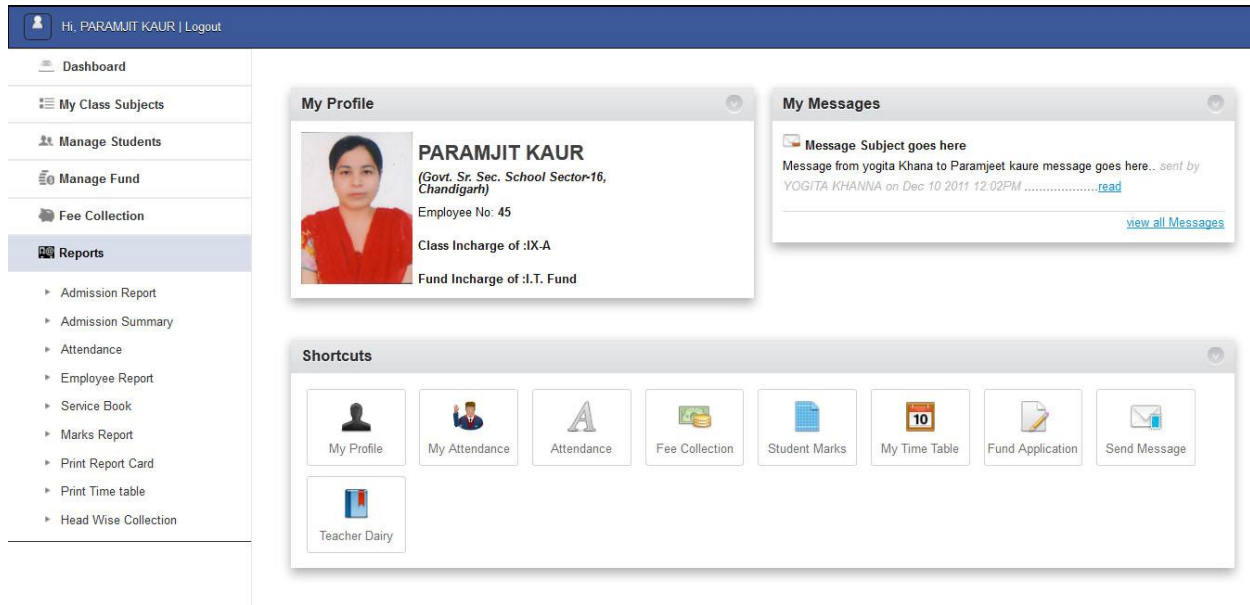 Hi, PARAMJIT KAUR | Logout
Dashboard
My Class Subjects
Manage Students
Manage Fund
Fee Collection
Reports
Admission Report
Admission Summary
Attendance
Employee Report
Service Book
Marks Report
Print Report Card
Print Time table
Head Wise Collection
My Profile
PARAMJIT KAUR
(Govt. Sr. Sec. School Sector-16,
Chandigarh)
Employee No: 45
Class Incharge of :IX-A
Fund Incharge of :I.T. Fund
My Messages
Message Subject goes here
Message from yogita Khana to Paramjeet kaure message goes here.. sent by
YOGITA KHANNA on Dec 10 2011 12:02PM ...................read
view all Messages
Shortcuts
My Profile
My Attendance
A
Attendance
Fee Collection
Student Marks
10
My Time Table
Fund Application
Send Message
Teacher Dairy